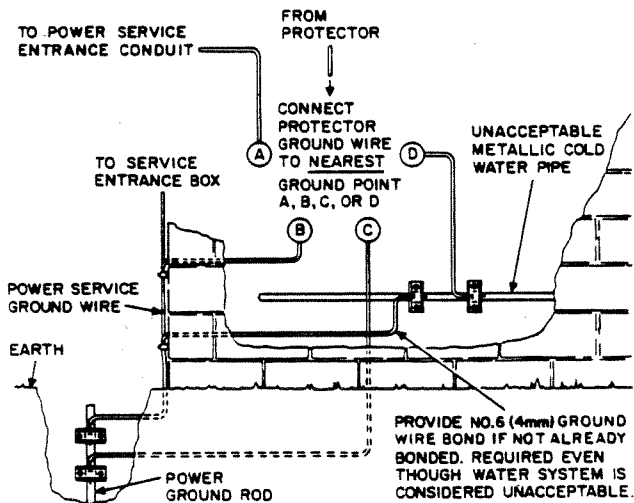 TO POWER SERVICE
ENTRANCE CONDUIT
FROM
PROTECTOR
CONNECT
PROTECTOR
GROUND WIRE
TO NEAREST
GROUND POINT
A, B, C, OR D
A
D
B
C
UNACCEPTABLE
METALLIC COLD
WATER PIPE
TO SERVICE
ENTRANCE BOX
POWER SERVICE
GROUND WIRE
EARTH
POWER
GROUND ROD
PROVIDE NO.6 (4mm) GROUND
WIRE BOND IF NOT ALREADY
BONDED. REQUIRED EVEN
THOUGH WATER SYSTEM IS
CONSIDERED UNACCEPTABLE.